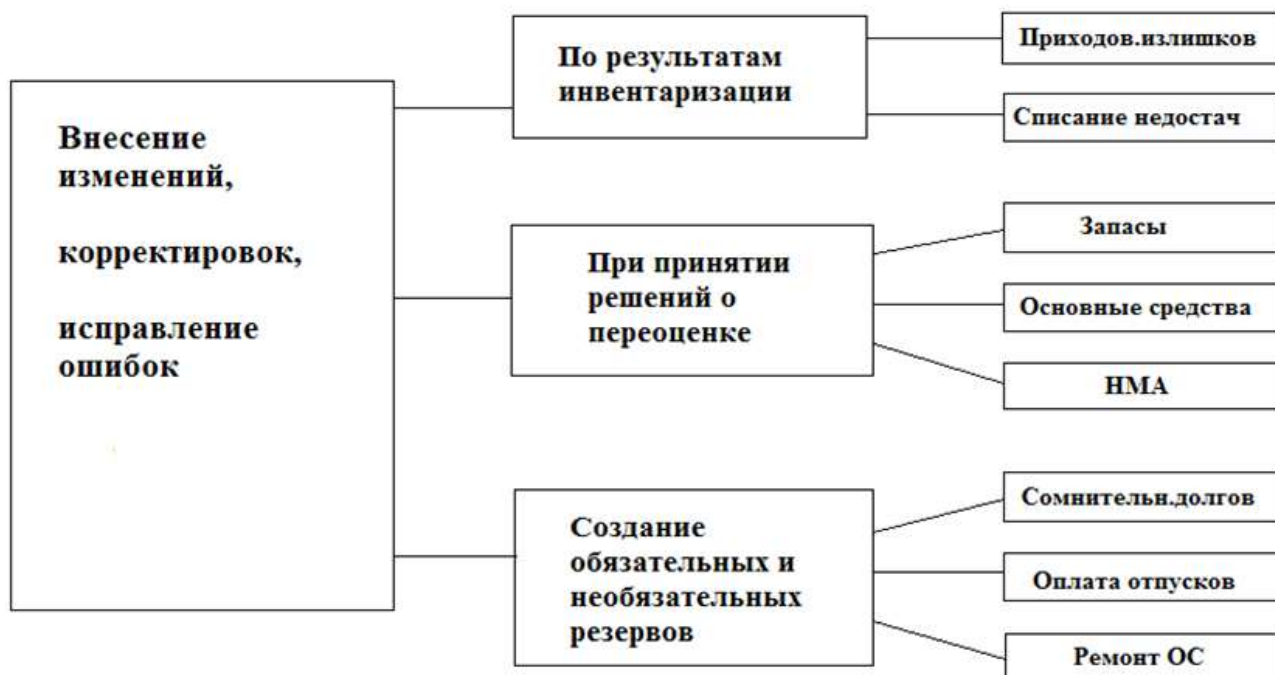 Внесение
изменений,
корректировок,
исправление
ошибок
По результатам
инвентаризации
Приходов.излишков
Списание недостач
При принятии
решений о
переоценке
Запасы
Основные средства
НМА
Создание
обязательных и
необязательных
резервов
Сомнительн.долгов
Оплата отпусков
Ремонт ОС